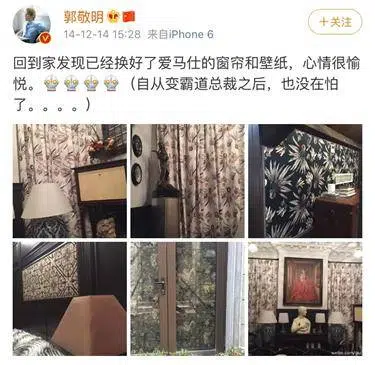 郭敬明
14-12-14 15:28 来自iPhone 6
+关注
回到家发现已经换好了爱马仕的窗帘和壁纸，心情很愉
悦。（自从变霸道总裁之后，也没在怕
了。。。。）